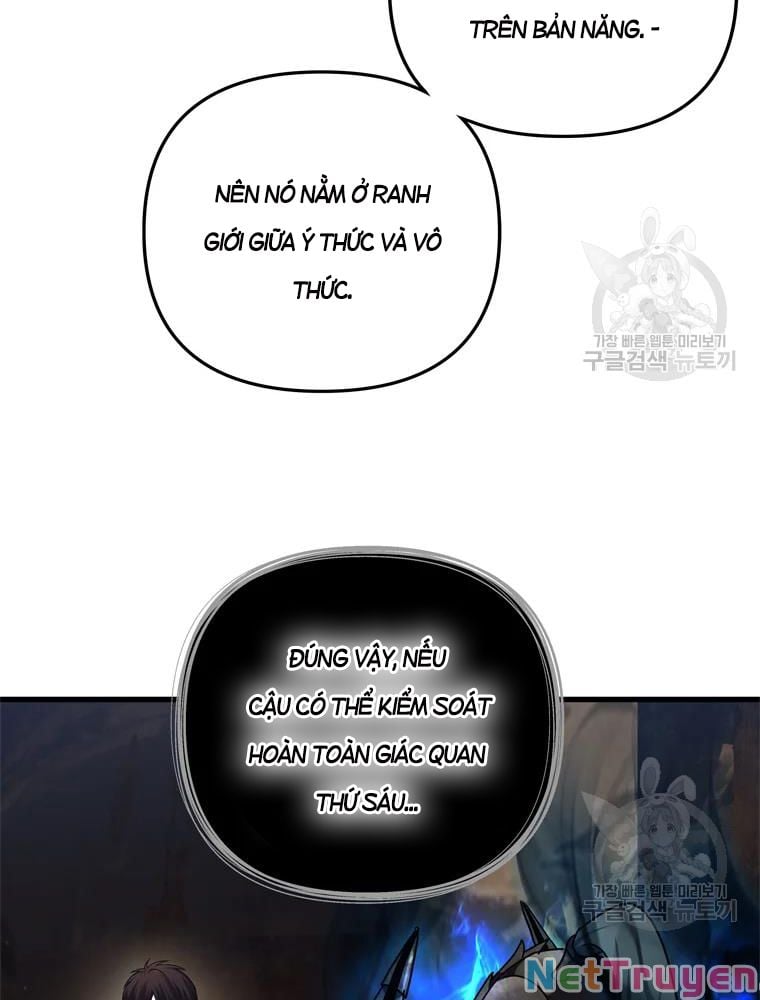 TRÊN BẢN NĂNG. -
NÊN NÓ NẰM Ở RANH
GIỚI GIỮA Ý THỨC VÀ VÔ
THỨC.
가장 빠른 웹툰 미리보기
구글검색 뉴토끼
ĐÚNG VẬY, NẾU
CẬU CÓ THỂ KIỂM SOÁT
HOÀN TOÀN GIÁC QUAN
THỨ SÁU...
가장 빠른 웹툰 미리보기
구글검색 뉴토끼
NetTruyen